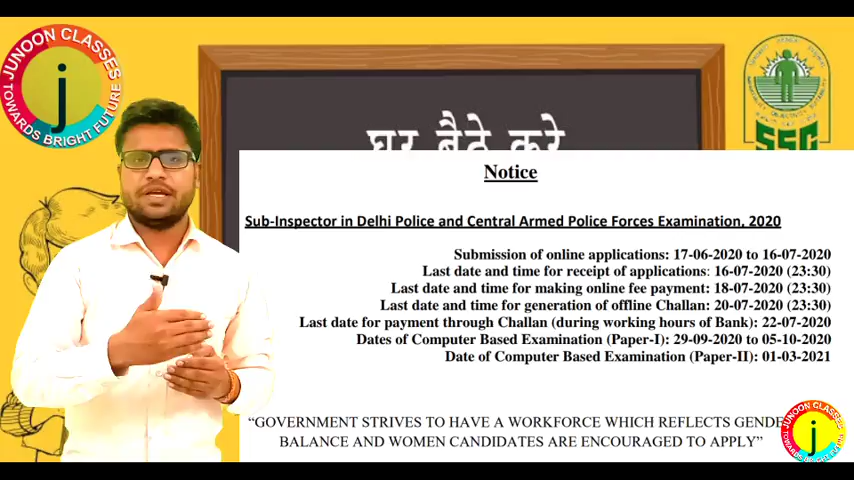 JUNOON CLASSES
j
TOWARDS BRIGHT FUTURE
SSC
घर बैठे करे
Notice
Sub-Inspector in Delhi Police and Central Armed Police Forces Examination, 2020
Submission of online applications: 17-06-2020 to 16-07-2020
Last date and time for receipt of applications: 16-07-2020 (23:30)
Last date and time for making online fee payment: 18-07-2020 (23:30)
Last date and time for generation of offline Challan: 20-07-2020 (23:30)
Last date for payment through Challan (during working hours of Bank): 22-07-2020
Dates of Computer Based Examination (Paper-I): 29-09-2020 to 05-10-2020
Date of Computer Based Examination (Paper-II): 01-03-2021
“GOVERNMENT STRIVES TO HAVE A WORKFORCE WHICH REFLECTS GENDE
BALANCE AND WOMEN CANDIDATES ARE ENCOURAGED TO APPLY”
JUNOON CLASSES
j